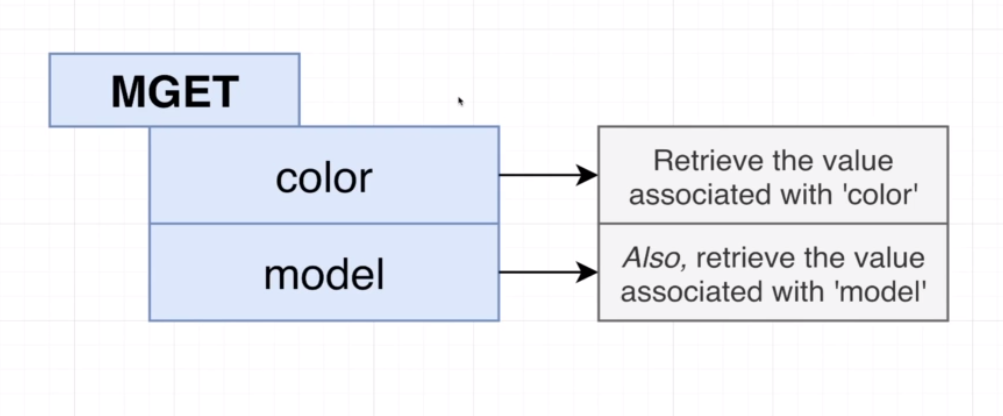 MGET
color
Retrieve the value
associated with 'color'
model
Also, retrieve the value
associated with 'model'